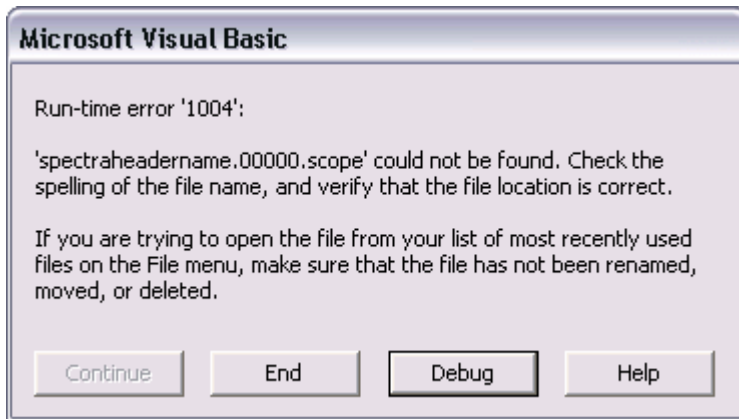 Microsoft Visual Basic
Run-time error '1004':
'spectraheadername.00000.scope' could not be found. Check the
spelling of the file name, and verify that the file location is correct.
If you are trying to open the file from your list of most recently used
files on the File menu, make sure that the file has not been renamed,
moved, or deleted.
Continue End Debug Help